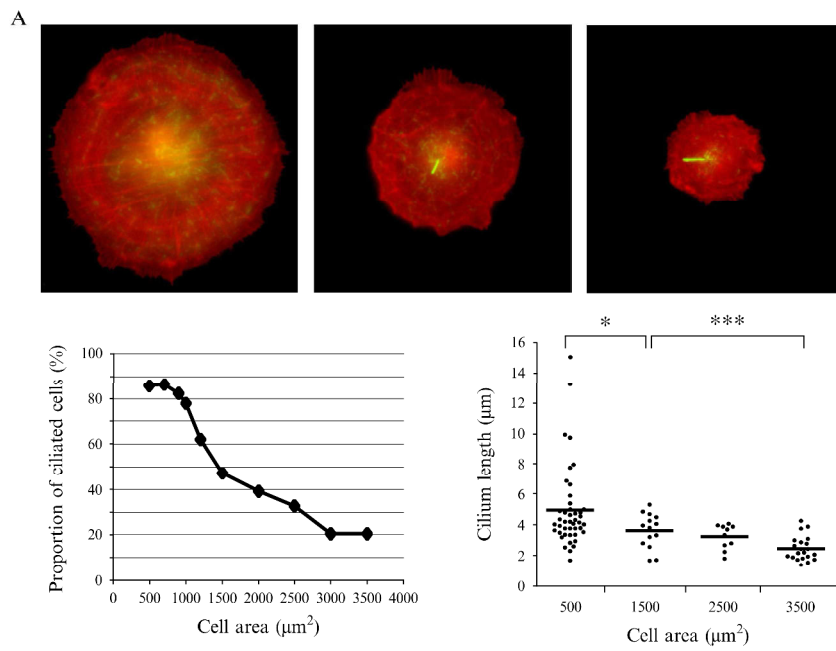 A
Proportion of ciliated cells (%)
100
80
60
40
20
0
0 500 1000 1500 2000 2500 3000 3500 4000
Cell area (μm²)
* ***
Cilium length (μm)
16
14
12
10
8
6
4
2
0
500 1500 2500 3500
Cell area (μm²)